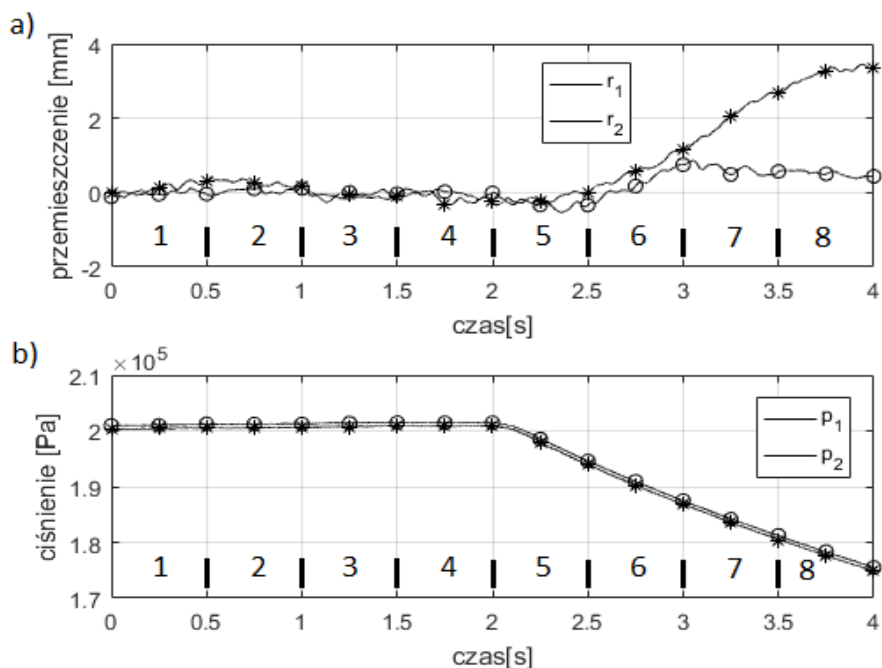 a)
przemieszczenie [mm]
4
2
0
-2
r1
r2
1 2 3 4 5 6 7 8
0 0.5 1 1.5 2 2.5 3 3.5 4
czas[s]
b)
×10^5
ciśnienie [Pa]
2.1
2
1.9
1.8
1.7
p1
p2
1 2 3 4 5 6 7 8
0 0.5 1 1.5 2 2.5 3 3.5 4
czas[s]